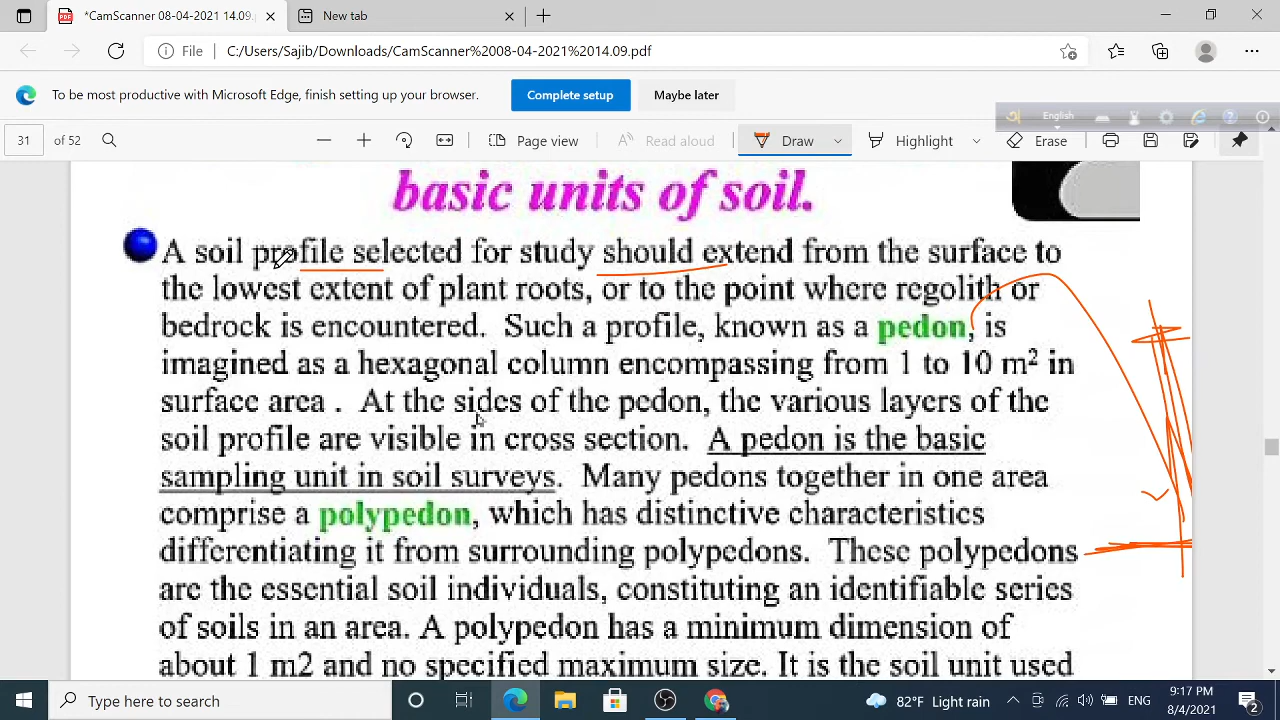 *CamScanner 08-04-2021 14.09.
New tab
File
C:/Users/Sajib/Downloads/CamScanner%2008-04-2021%2014.09.pdf
To be most productive with Microsoft Edge, finish setting up your browser.
Complete setup
Maybe later
English
31 of 52
Page view
Read aloud
Draw
Highlight
Erase
basic units of soil.
A soil profile selected for study should extend from the surface to
the lowest extent of plant roots, or to the point where regolith or
bedrock is encountered. Such a profile, known as a pedon, is
imagined as a hexagonal column encompassing from 1 to 10 m² in
surface area . At the sides of the pedon, the various layers of the
soil profile are visible in cross section. A pedon is the basic
sampling unit in soil surveys. Many pedons together in one area
comprise a polypedon, which has distinctive characteristics
differentiating it from surrounding polypedons. These polypedons
are the essential soil individuals, constituting an identifiable series
of soils in an area. A polypedon has a minimum dimension of
about 1 m2 and no specified maximum size. It is the soil unit used
Type here to search
82°F Light rain
ENG
9:17 PM
8/4/2021
2